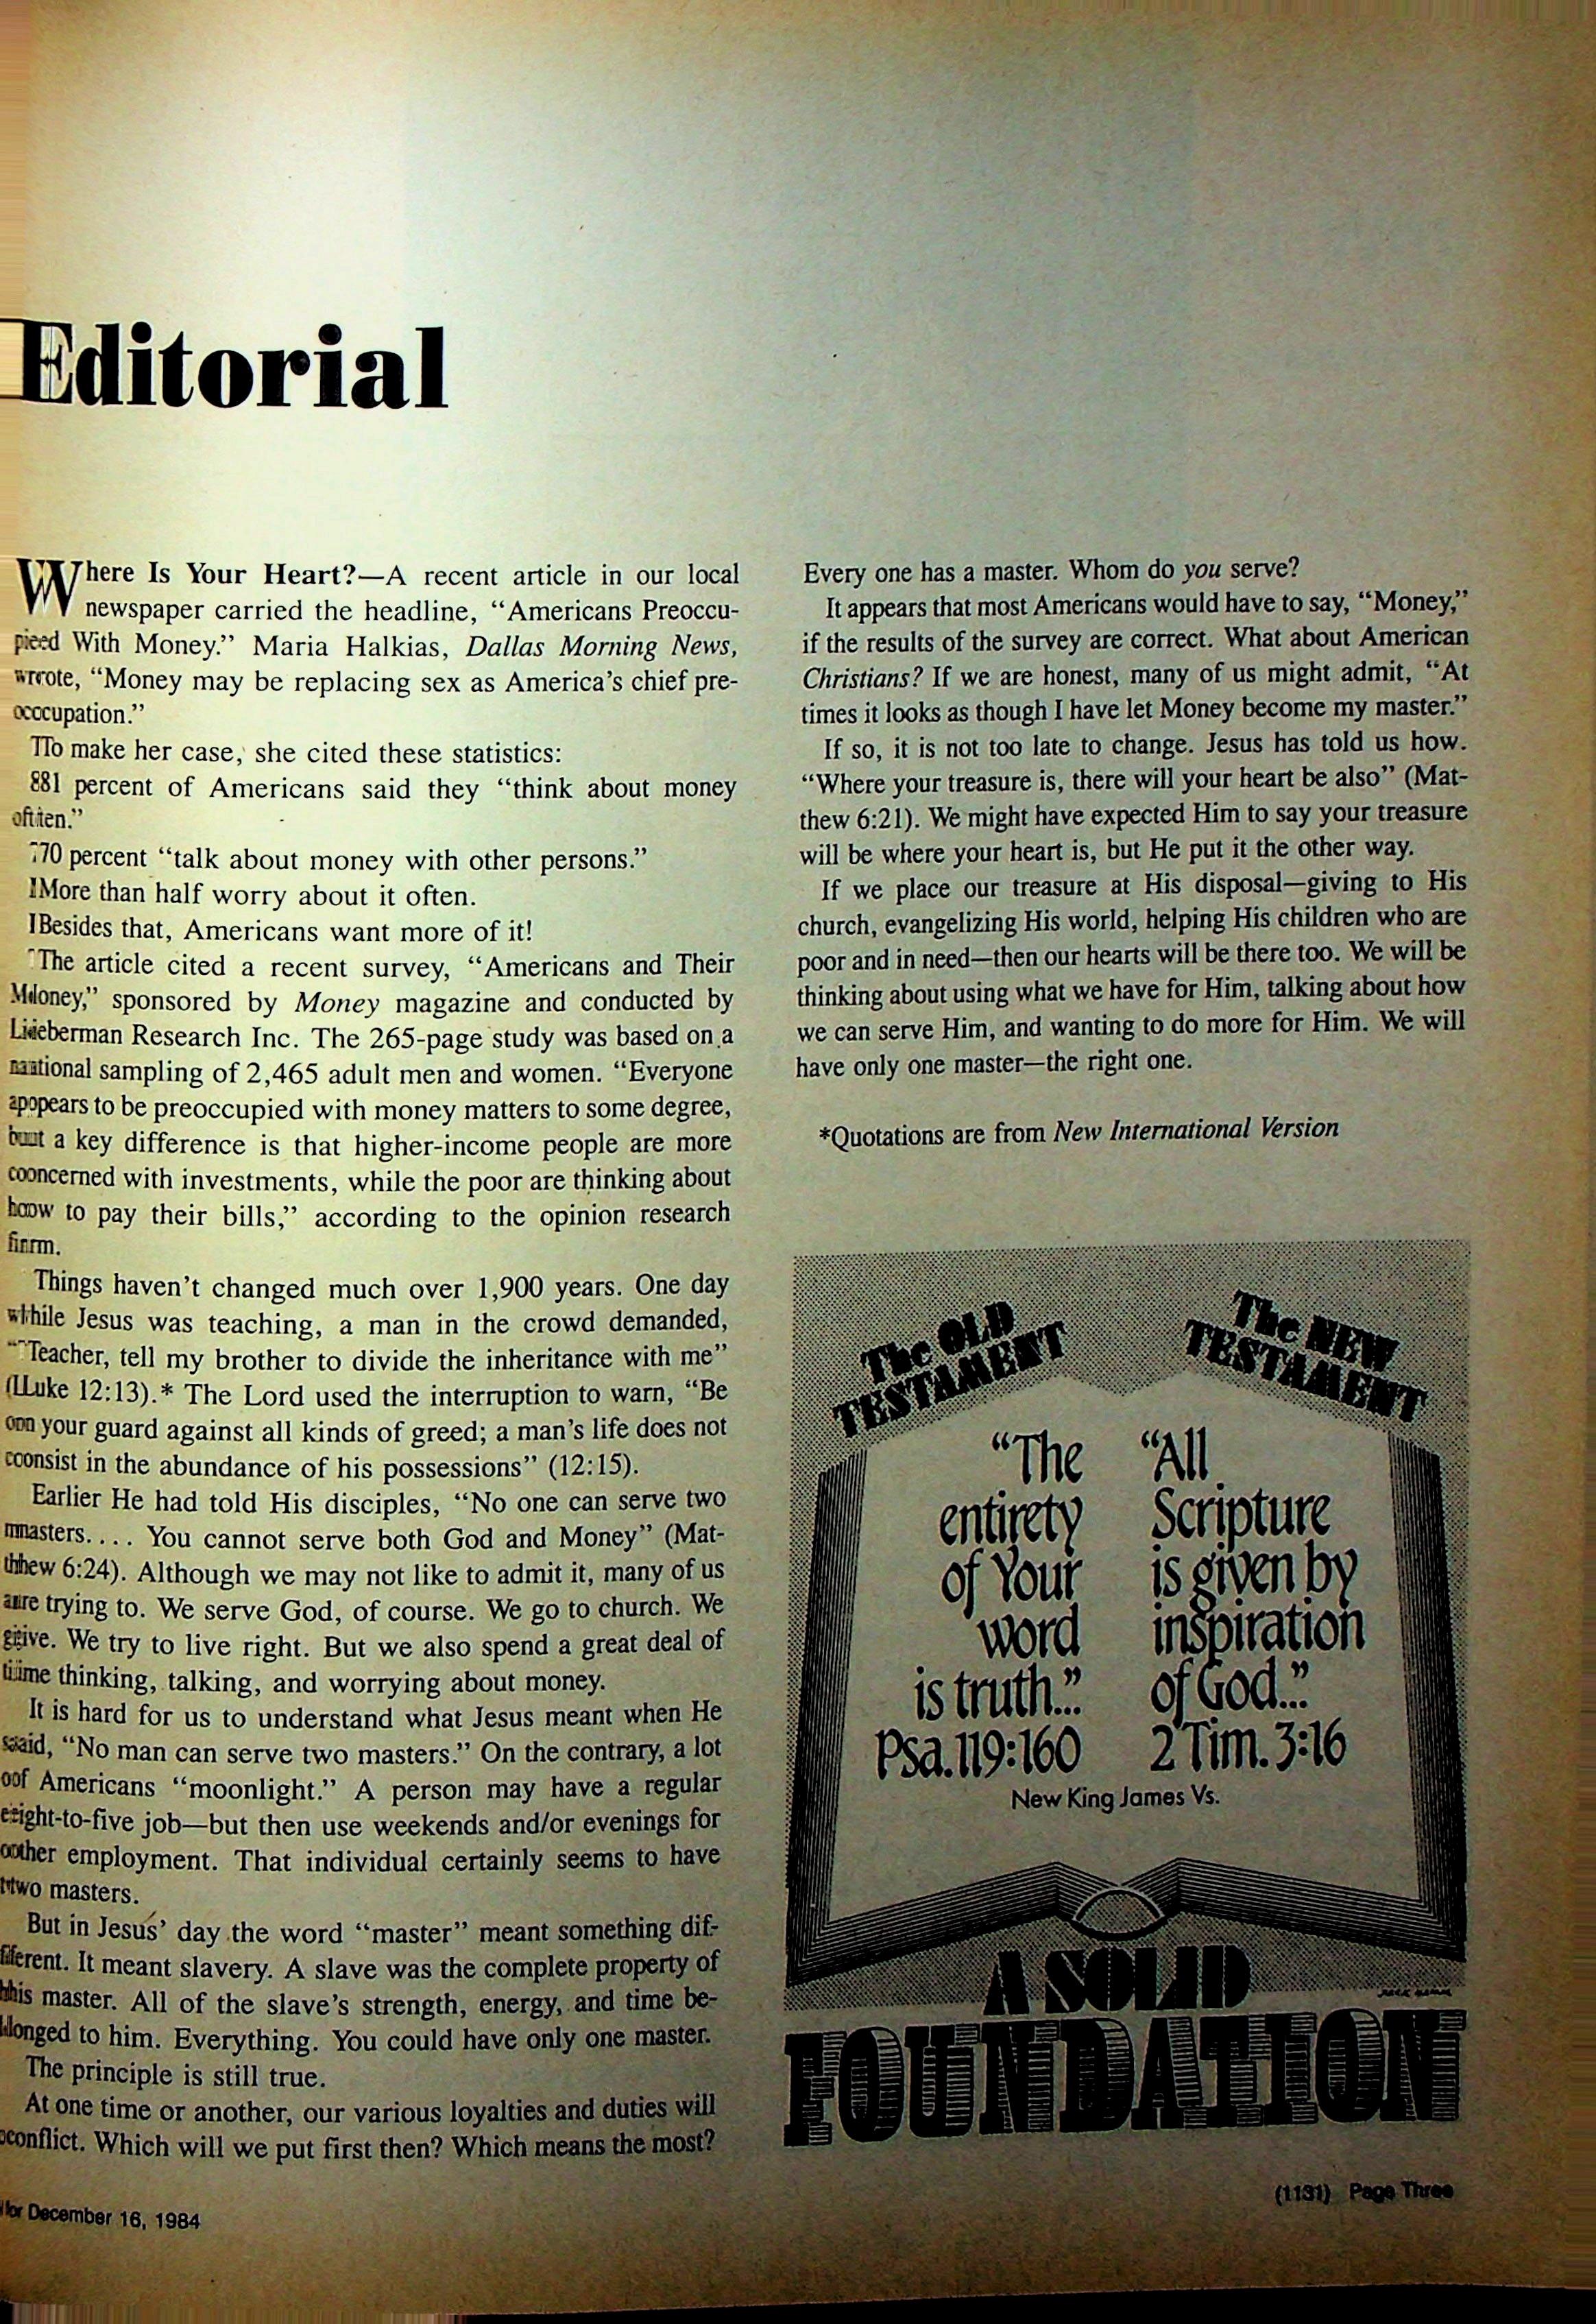 Editorial
Where Is Your Heart?—A recent article in our local
newspaper carried the headline, “Americans Preoccu-
pied With Money.” Maria Halkias, Dallas Morning News,
wrote, “Money may be replacing sex as America’s chief pre-
occupation.”
To make her case, she cited these statistics:
81 percent of Americans said they “think about money
often.”
70 percent “talk about money with other persons.”
More than half worry about it often.
Besides that, Americans want more of it!
The article cited a recent survey, “Americans and Their
Money,” sponsored by Money magazine and conducted by
Lieberman Research Inc. The 265-page study was based on a
national sampling of 2,465 adult men and women. “Everyone
appears to be preoccupied with money matters to some degree,
but a key difference is that higher-income people are more
concerned with investments, while the poor are thinking about
how to pay their bills,” according to the opinion research
firm.
Things haven’t changed much over 1,900 years. One day
while Jesus was teaching, a man in the crowd demanded,
“Teacher, tell my brother to divide the inheritance with me”
(Luke 12:13).* The Lord used the interruption to warn, “Be
on your guard against all kinds of greed; a man’s life does not
consist in the abundance of his possessions” (12:15).
Earlier He had told His disciples, “No one can serve two
masters.... You cannot serve both God and Money” (Mat-
thew 6:24). Although we may not like to admit it, many of us
are trying to. We serve God, of course. We go to church. We
give. We try to live right. But we also spend a great deal of
time thinking, talking, and worrying about money.
It is hard for us to understand what Jesus meant when He
said, “No man can serve two masters.” On the contrary, a lot
of Americans “moonlight.” A person may have a regular
eight-to-five job—but then use weekends and/or evenings for
other employment. That individual certainly seems to have
two masters.
But in Jesus’ day the word “master” meant something dif-
ferent. It meant slavery. A slave was the complete property of
his master. All of the slave’s strength, energy, and time be-
longed to him. Everything. You could have only one master.
The principle is still true.
At one time or another, our various loyalties and duties will
conflict. Which will we put first then? Which means the most?
Every one has a master. Whom do you serve?
It appears that most Americans would have to say, “Money,”
if the results of the survey are correct. What about American
Christians? If we are honest, many of us might admit, “At
times it looks as though I have let Money become my master.”
If so, it is not too late to change. Jesus has told us how.
“Where your treasure is, there will your heart be also” (Mat-
thew 6:21). We might have expected Him to say your treasure
will be where your heart is, but He put it the other way.
If we place our treasure at His disposal—giving to His
church, evangelizing His world, helping His children who are
poor and in need—then our hearts will be there too. We will be
thinking about using what we have for Him, talking about how
we can serve Him, and wanting to do more for Him. We will
have only one master—the right one.
*Quotations are from New International Version
The OLD
TESTAMENT
“The
entirety
of Your
word
is truth...”
Psa. 119:160
The NEW
TESTAMENT
“All
Scripture
is given by
inspiration
of God...”
2 Tim. 3:16
New King James Vs.
A SOLID
FOUNDATION
for December 16, 1984
(1131) Page Three